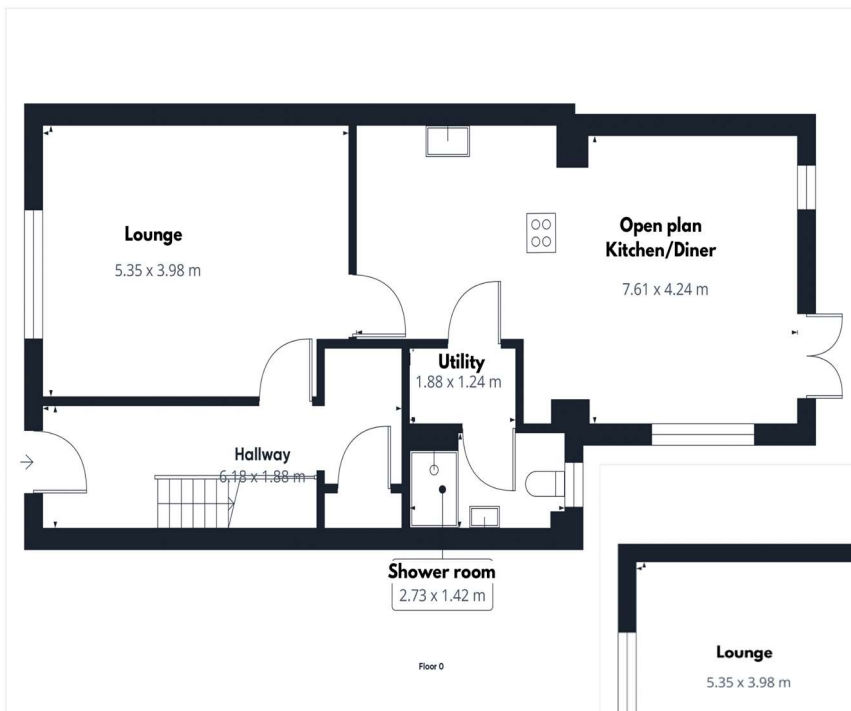 Lounge
5.35 x 3.98 m
Open plan
Kitchen/Diner
7.61 x 4.24 m
Utility
1.88 x 1.24 m
Hallway
6.18 x 1.88 m
Shower room
2.73 x 1.42 m
Floor 0
Lounge
5.35 x 3.98 m